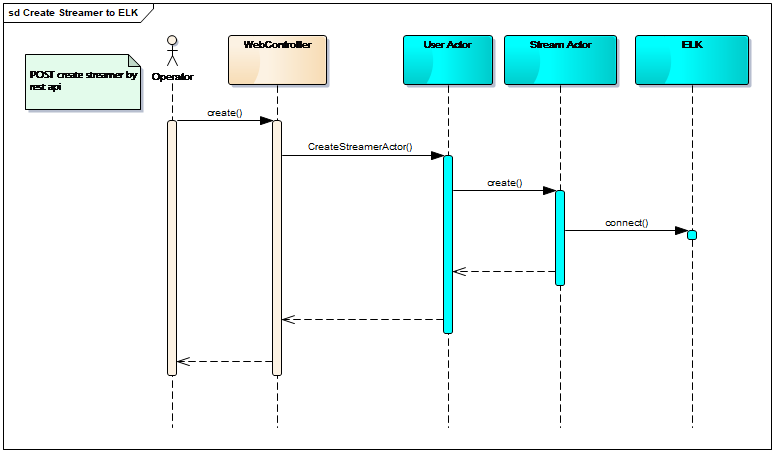 sd Create Streamer to ELK
POST create streamer by
rest api
Operator
WebController
User Actor
Stream Actor
ELK
create()
CreateStreamerActor()
create()
connect()